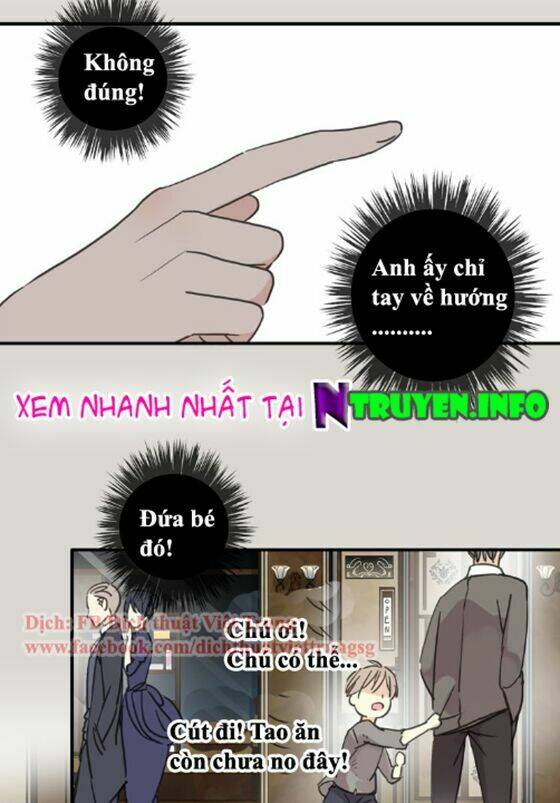 Không
đúng!
Anh ấy chỉ
tay về hướng
..........
XEM NHANH NHẤT TẠI NTRUYEN.INFO
Đứa bé
đó!
OPEN
Dịch: FB/Dịch thuật Việt
www.facebook.com/dichthuatviettrungsg
Chú ơi!
Chú có thể...
Cút đi! Tao ăn
còn chưa no đây!